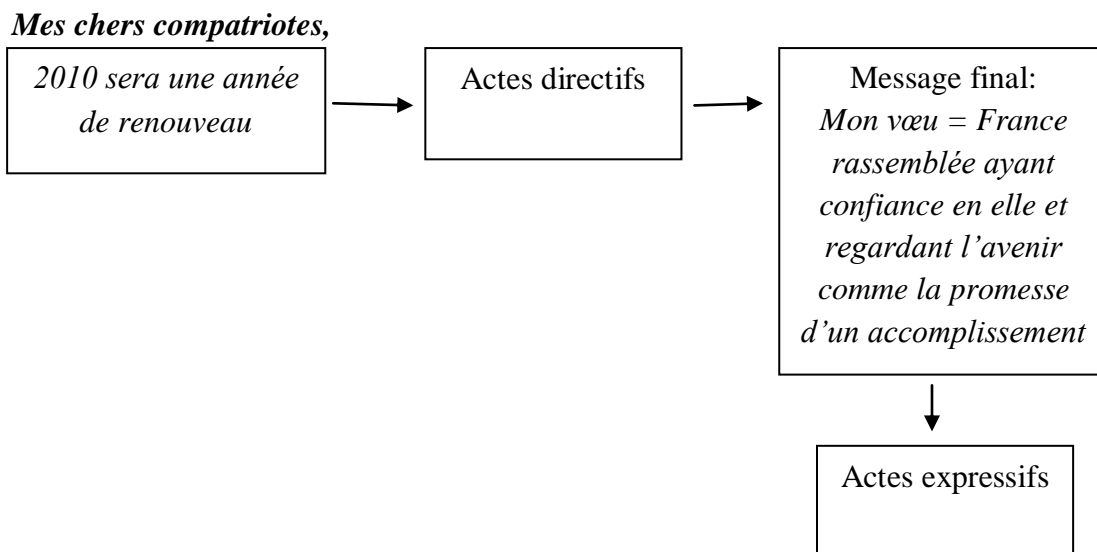 Mes chers compatriotes,
2010 sera une année
de renouveau
Actes directifs
Message final:
Mon vœu = France
rassemblée ayant
confiance en elle et
regardant l’avenir
comme la promesse
d’un accomplissement
Actes expressifs